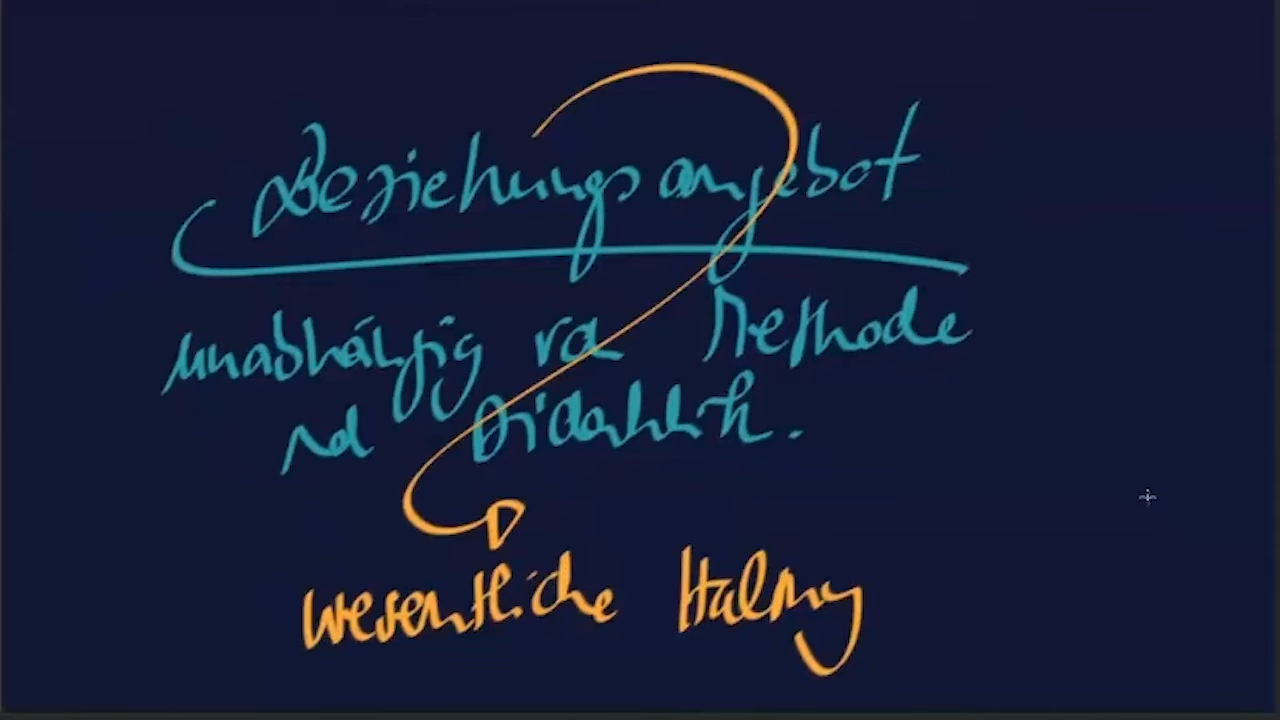 Beziehungsangebot
unabhängig von Methode
und Didaktik.
wesentliche Haltung